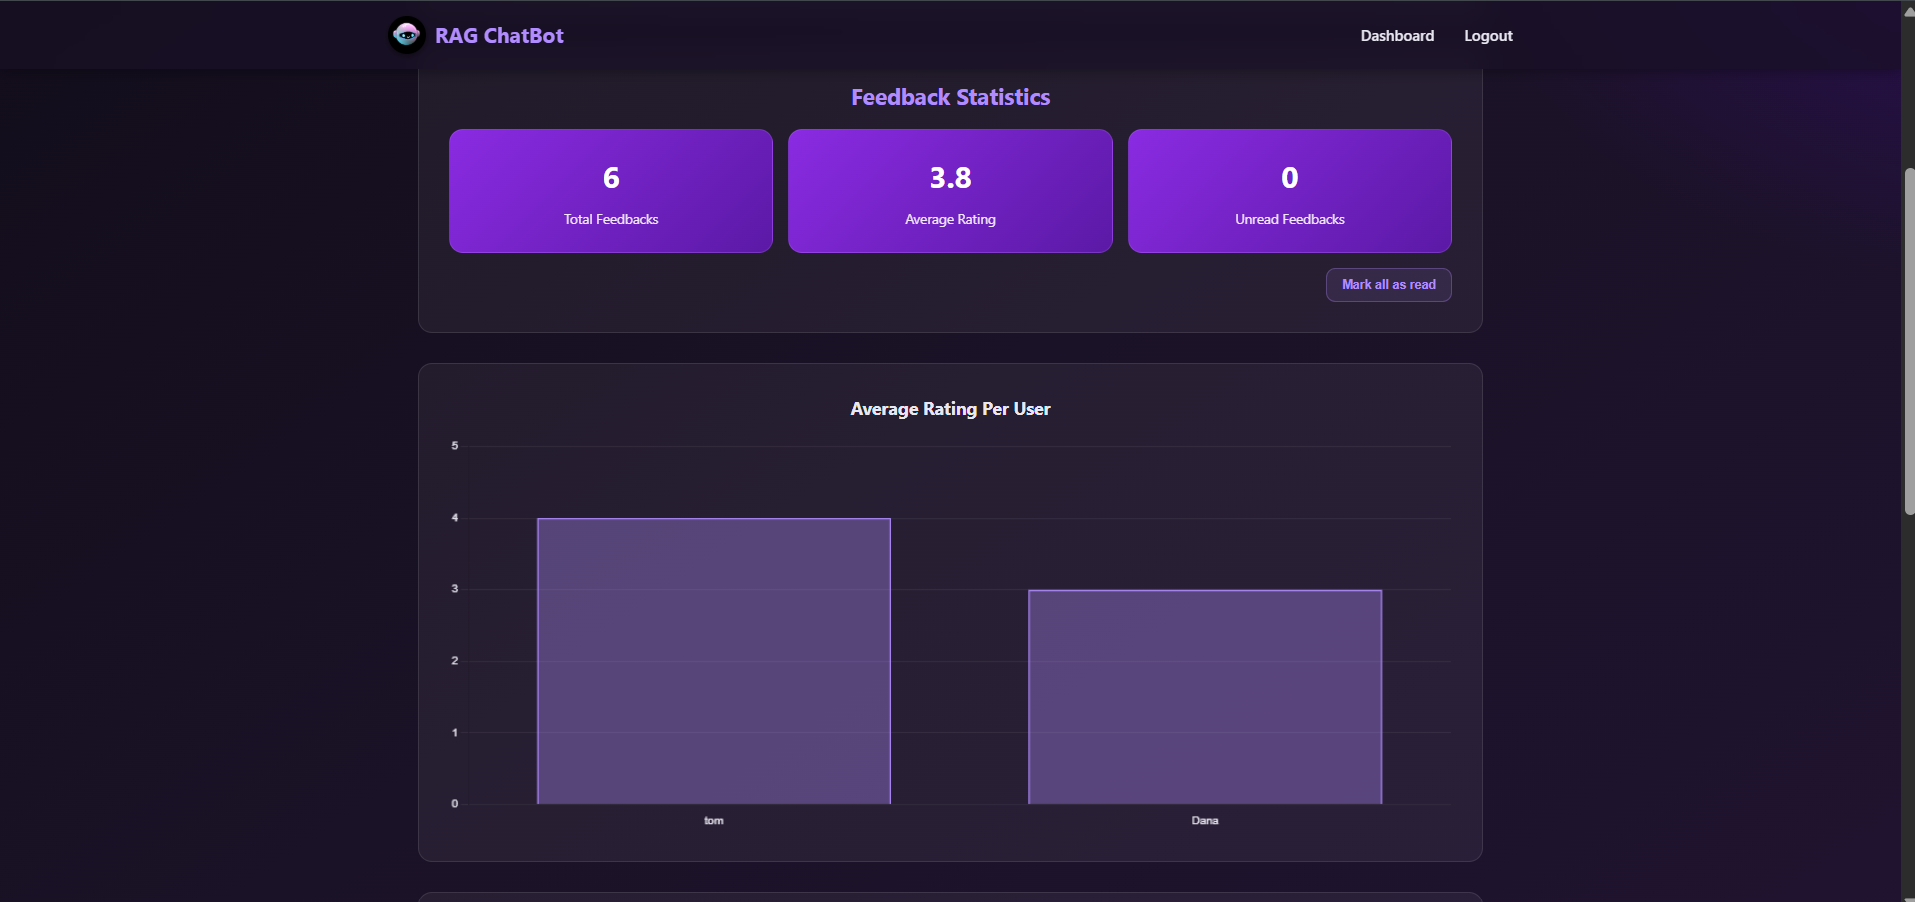 RAG ChatBot
Dashboard
Logout
Feedback Statistics
6
Total Feedbacks
3.8
Average Rating
0
Unread Feedbacks
Mark all as read
Average Rating Per User
5
4
3
2
1
0
tom
Dana